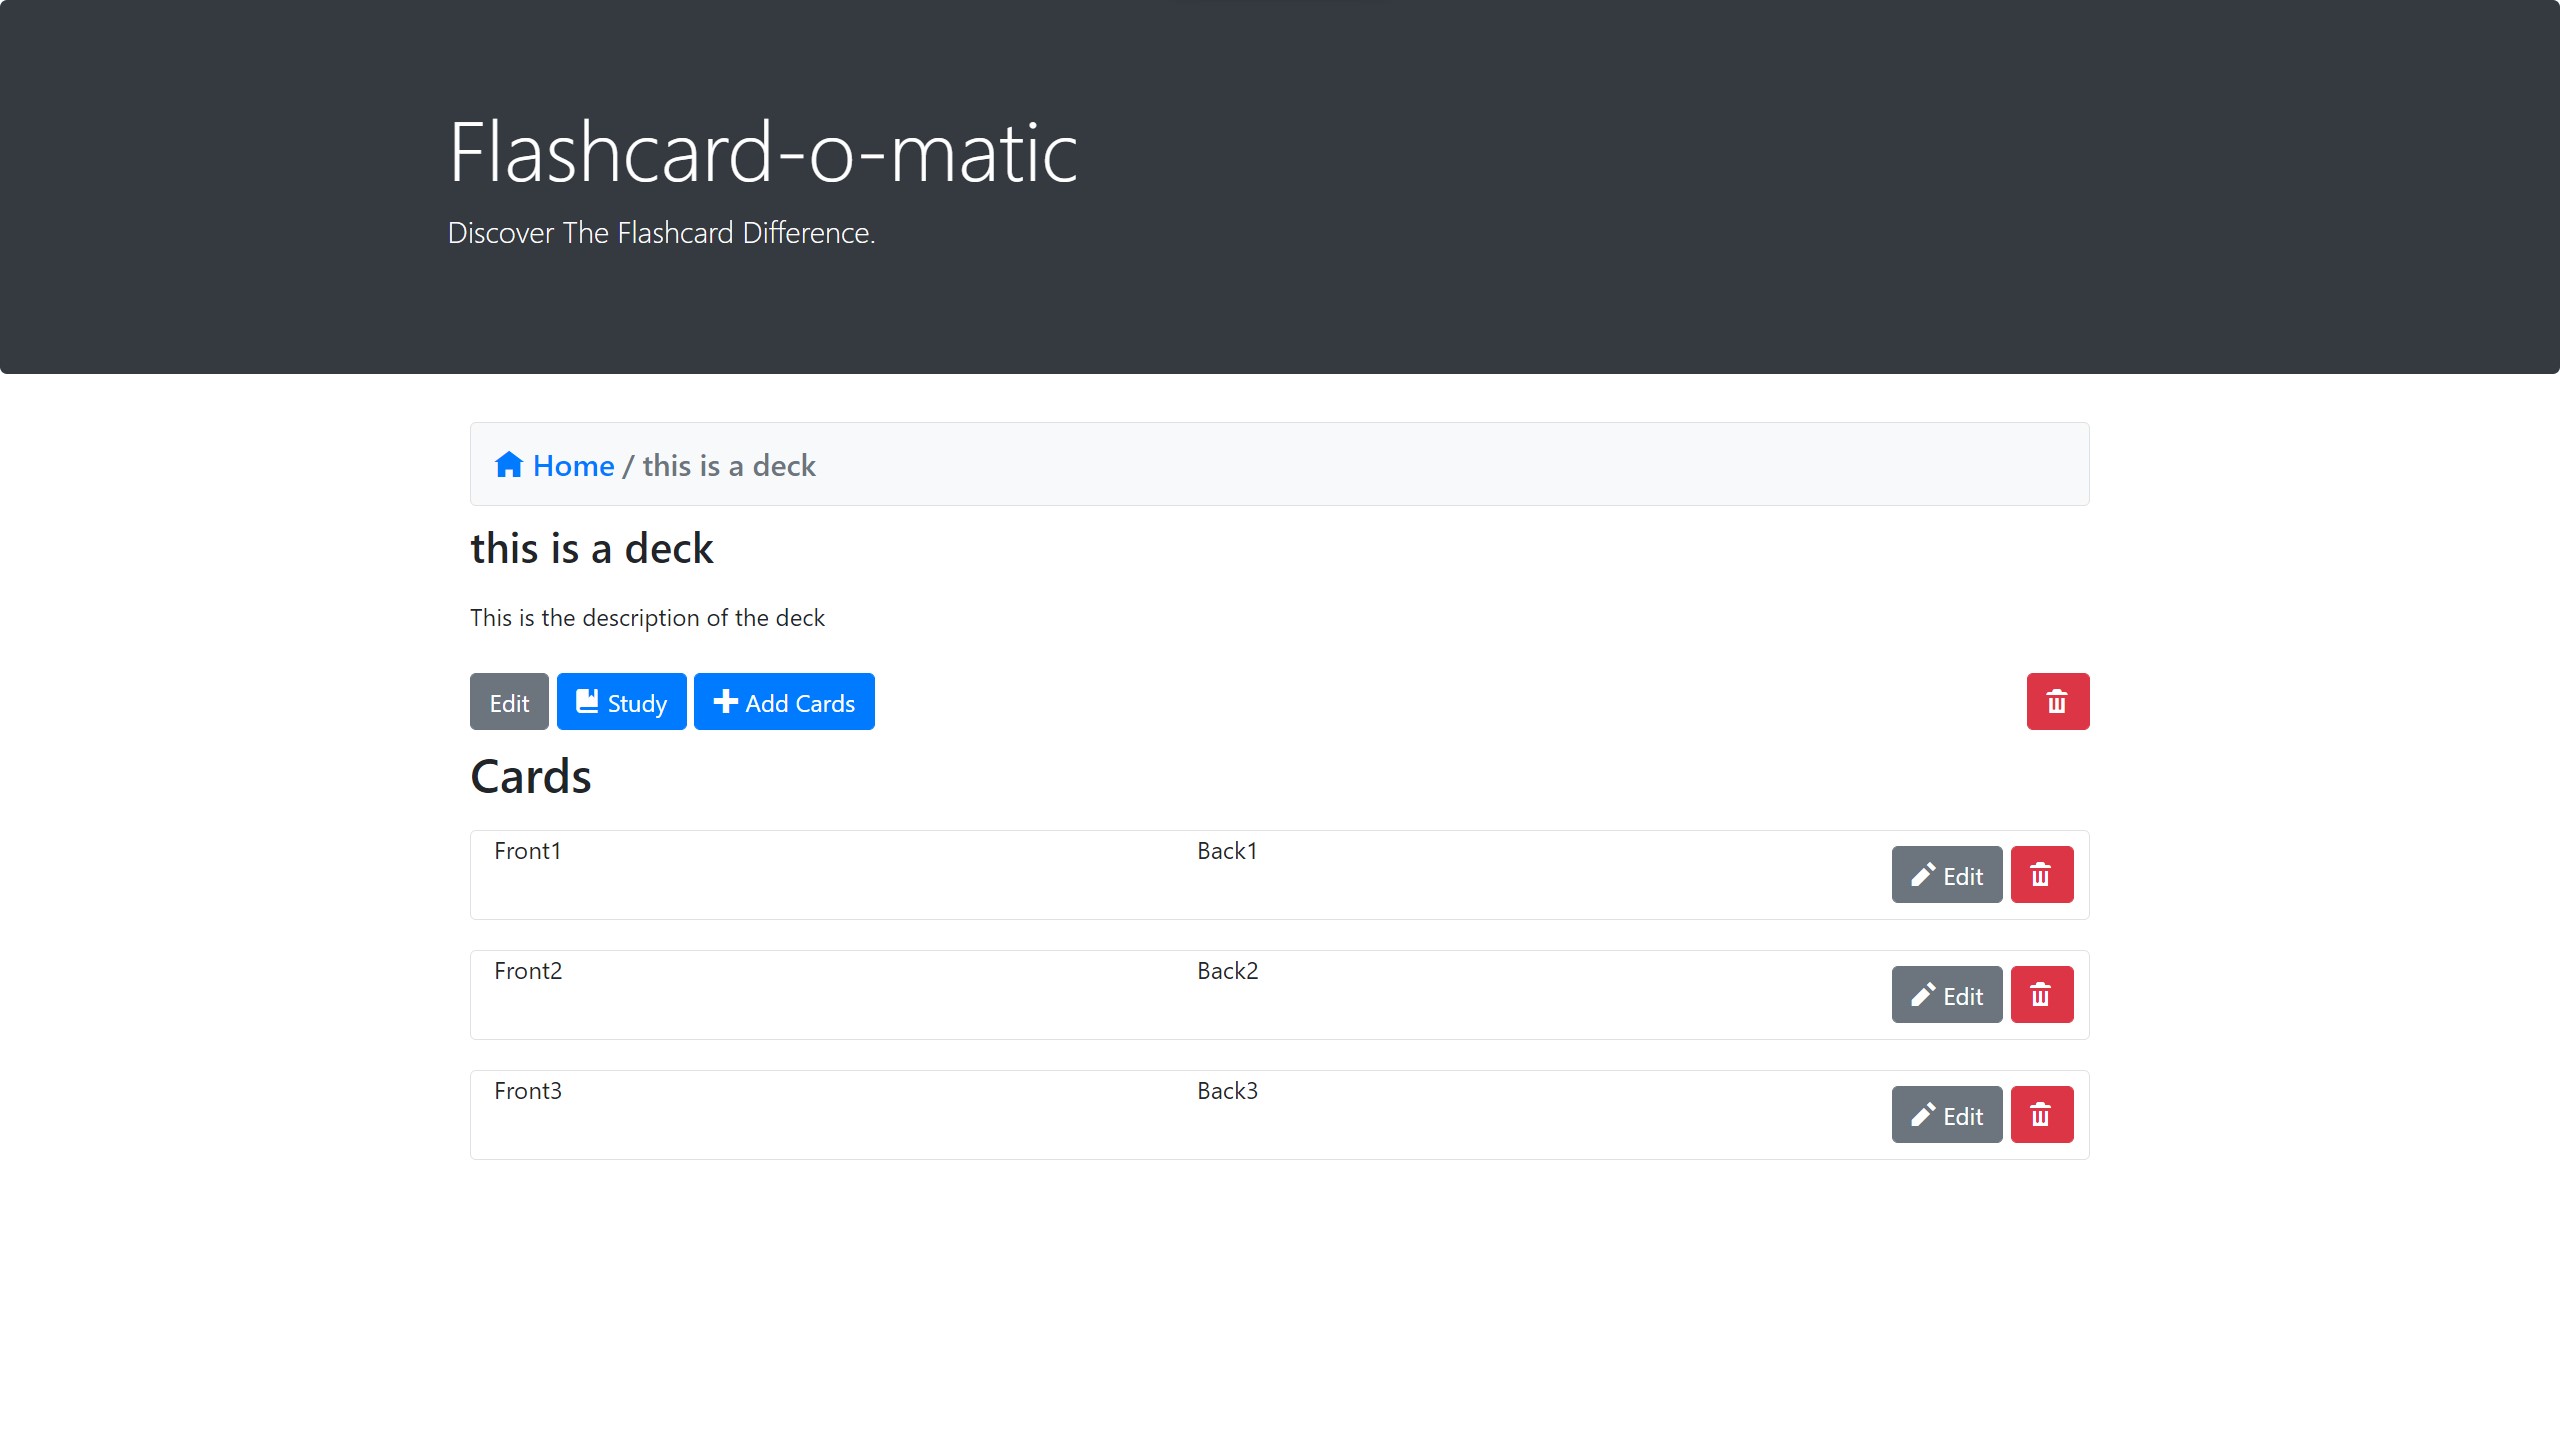 Flashcard-o-matic
Discover The Flashcard Difference.
Home / this is a deck
this is a deck
This is the description of the deck
Edit Study Add Cards
Cards
Front1 Back1 Edit
Front2 Back2 Edit
Front3 Back3 Edit